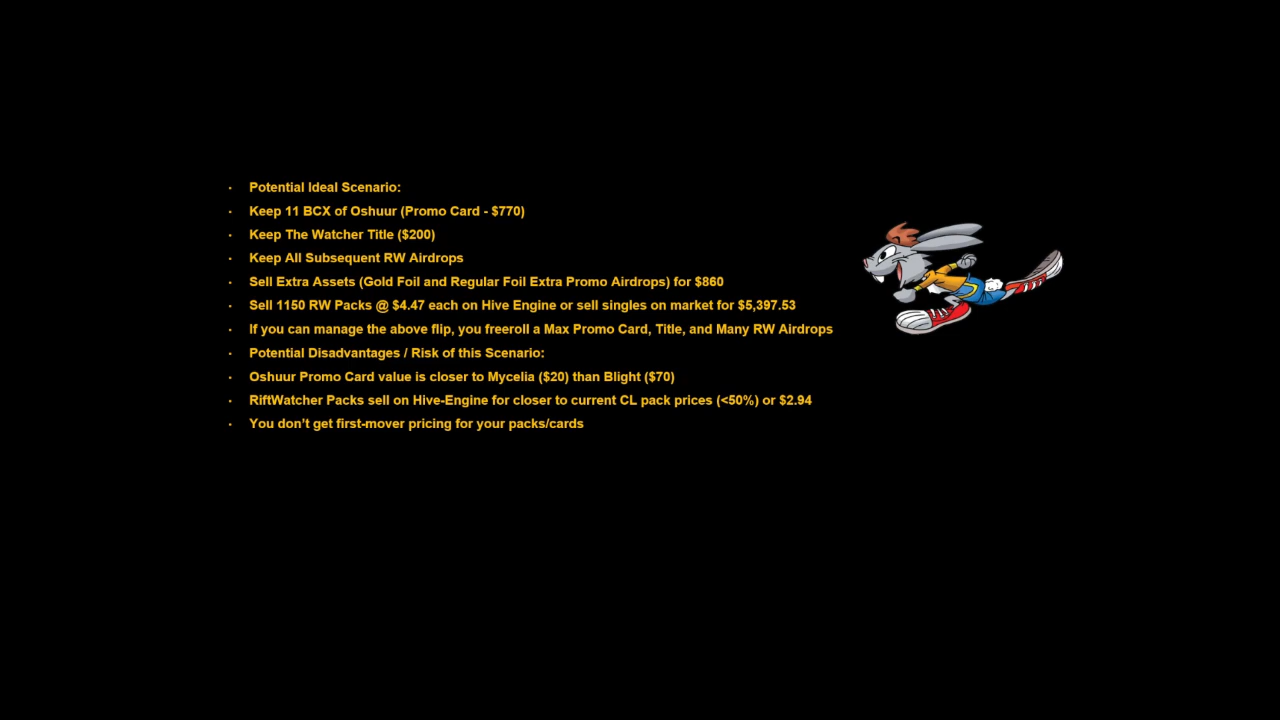 • Potential Ideal Scenario:
• Keep 11 BCX of Oshuur (Promo Card - $770)
• Keep The Watcher Title ($200)
• Keep All Subsequent RW Airdrops
• Sell Extra Assets (Gold Foil and Regular Foil Extra Promo Airdrops) for $860
• Sell 1150 RW Packs @ $4.47 each on Hive Engine or sell singles on market for $5,397.53
• If you can manage the above flip, you freeroll a Max Promo Card, Title, and Many RW Airdrops
• Potential Disadvantages / Risk of this Scenario:
• Oshuur Promo Card value is closer to Mycelia ($20) than Blight ($70)
• RiftWatcher Packs sell on Hive-Engine for closer to current CL pack prices (<50%) or $2.94
• You don’t get first-mover pricing for your packs/cards